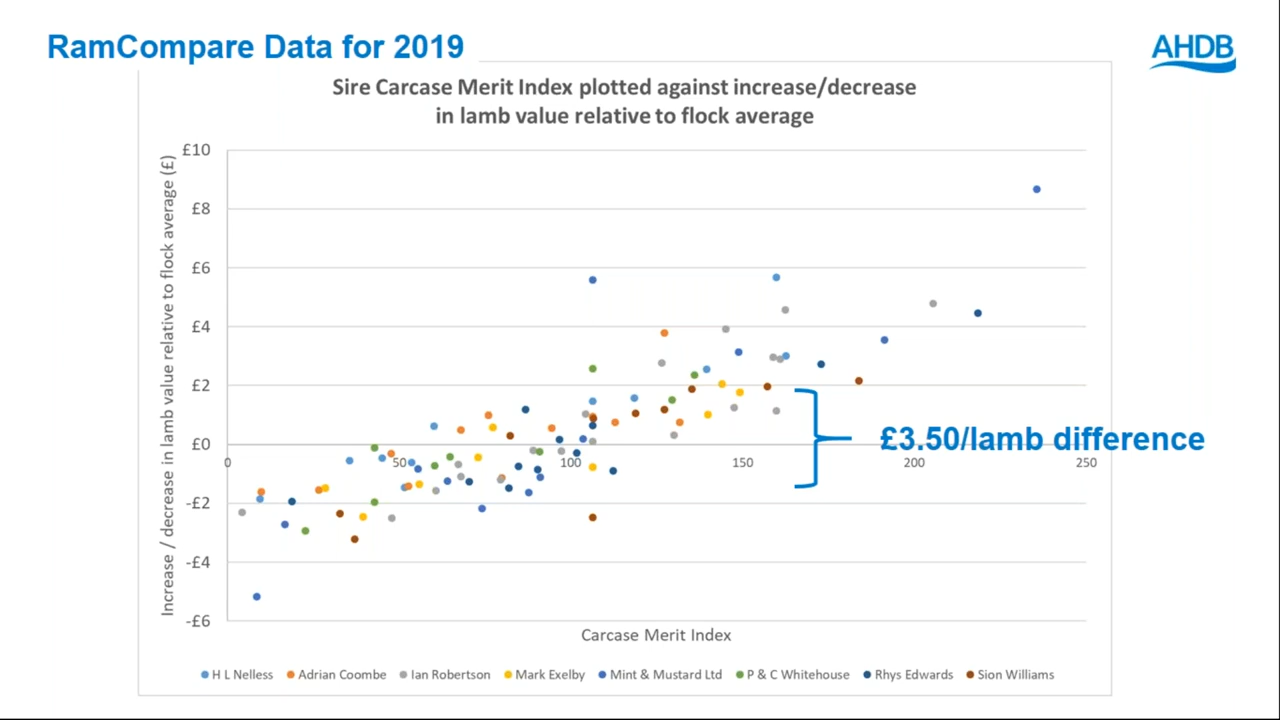 RamCompare Data for 2019
AHDB
Sire Carcase Merit Index plotted against increase/decrease
in lamb value relative to flock average
Increase / decrease in lamb value relative to flock average (£)
£10
£8
£6
£4
£2
£0
-£2
-£4
-£6
0
50
100
150
200
250
£3.50/lamb difference
Carcase Merit Index
H L Nelless Adrian Coombe Ian Robertson Mark Exelby Mint & Mustard Ltd P & C Whitehouse Rhys Edwards Sion Williams